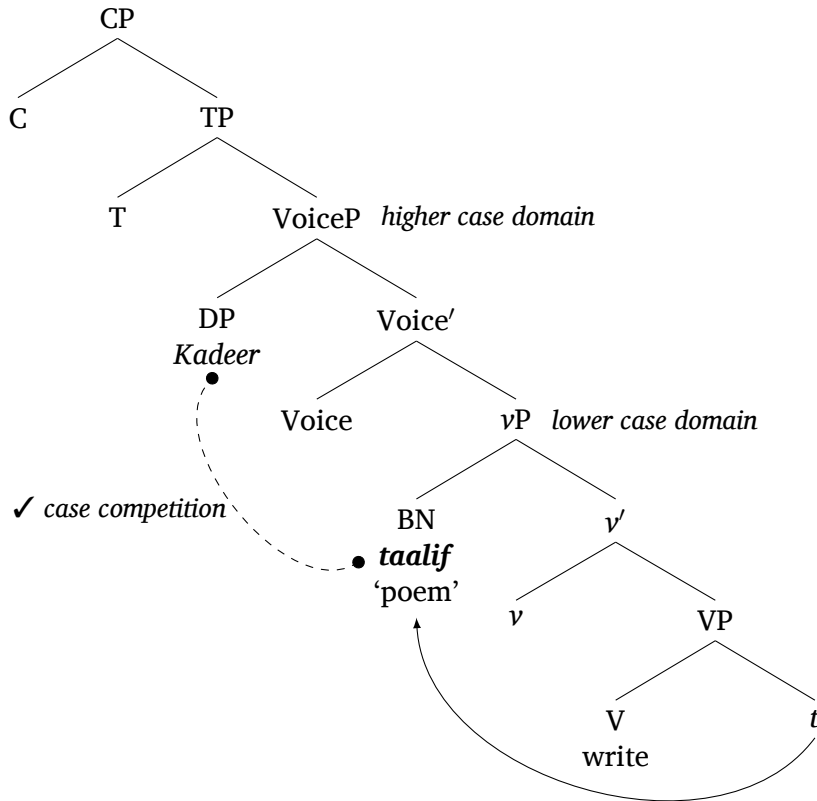 CP
C TP
T VoiceP higher case domain
DP Voice′
Kadeer
Voice vP lower case domain
✓ case competition
BN v′
taalif
‘poem’ v VP
V t
write